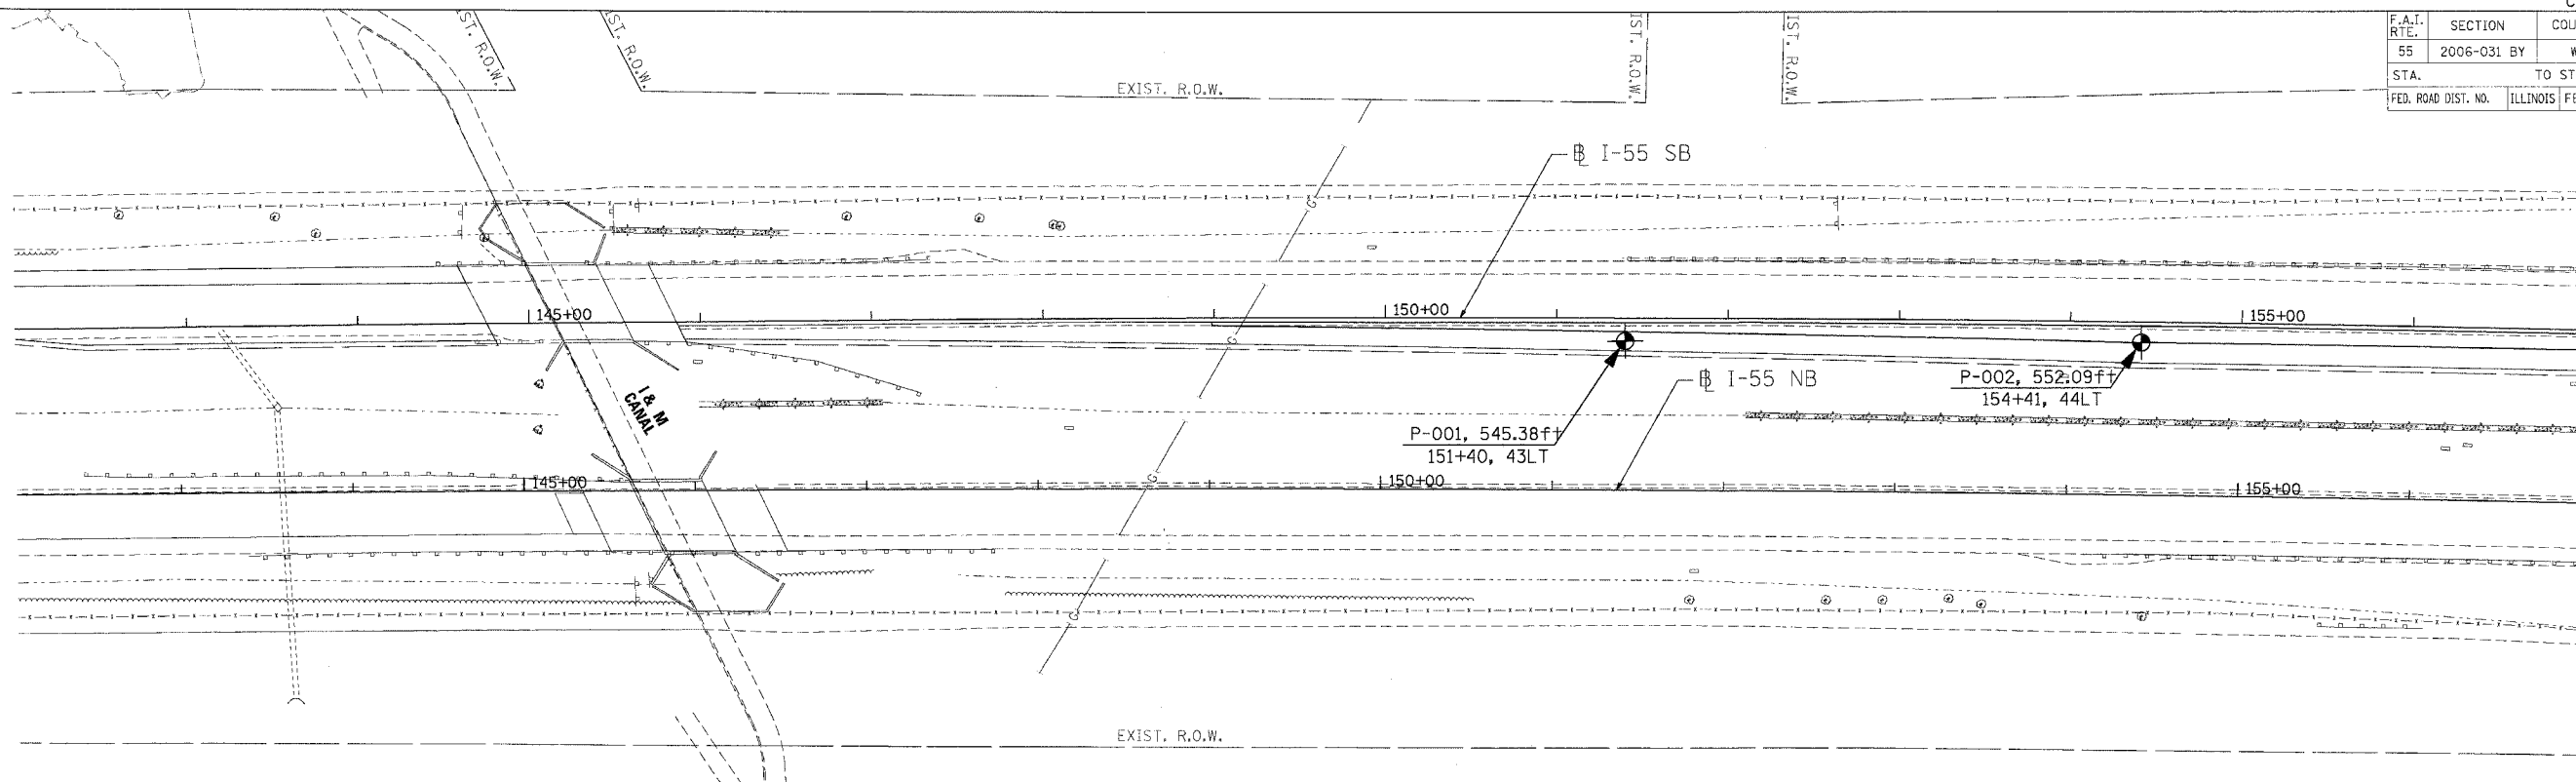 F.A.I. RTE. SECTION
55 2006-031 BY
STA. TO ST
FED. ROAD DIST. NO. ILLINOIS
ST. R.O.W.
IST. R.O.W.
IST. R.O.W.
IST. R.O.W.
EXIST. R.O.W.
I-55 SB
145+00
150+00
155+00
I & M
CANAL
I-55 NB
P-001, 545.38ft
151+40, 43LT
P-002, 552.09ft
154+41, 44LT
145+00
150+00
155+00
G
G
G
G
EXIST. R.O.W.